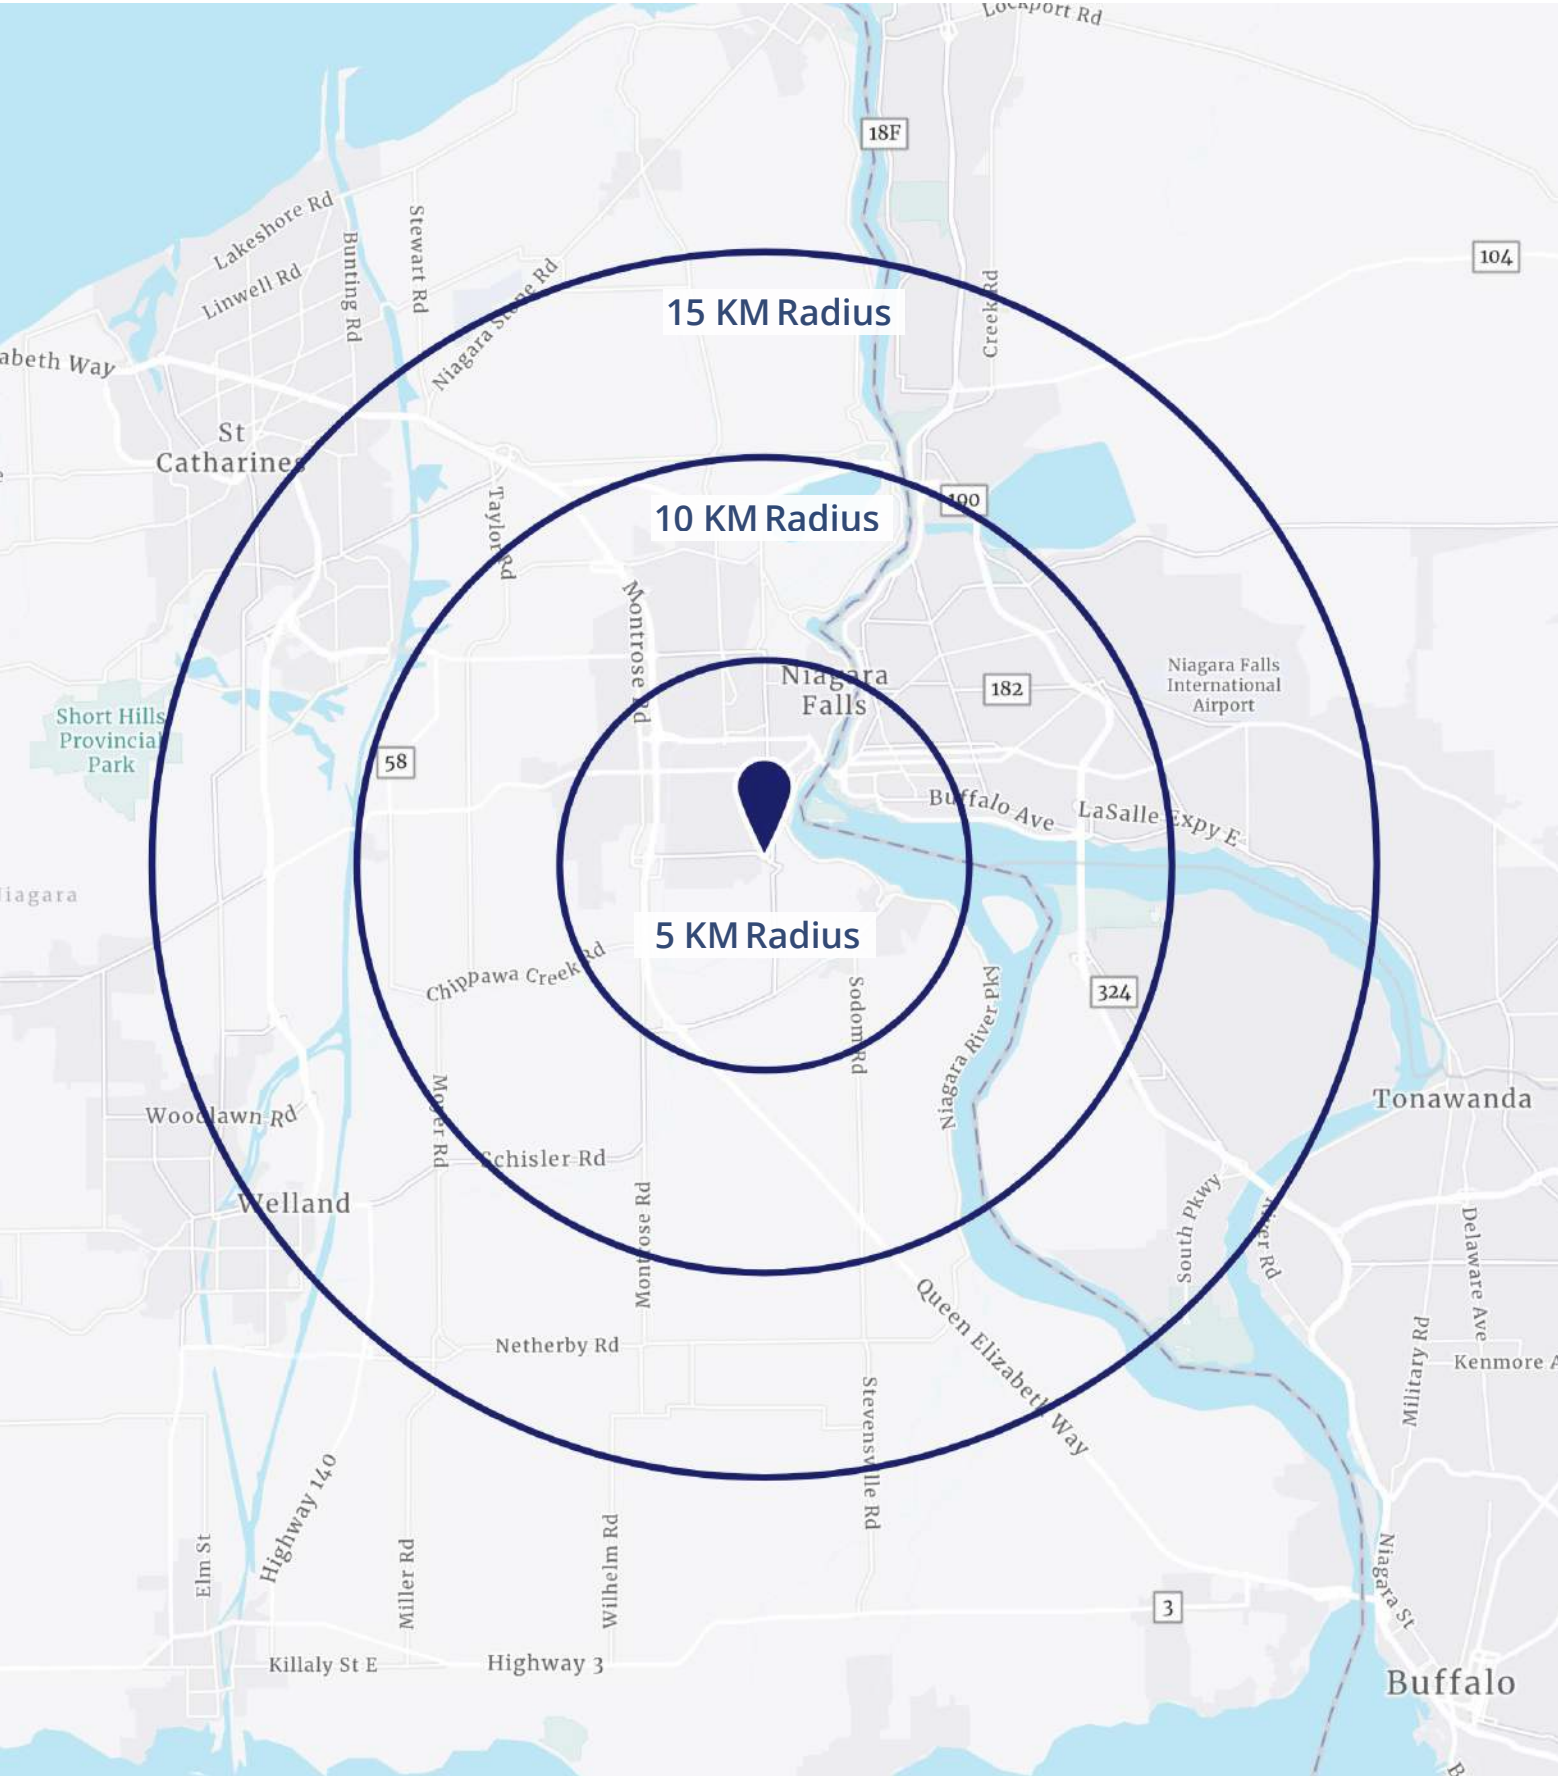 Lockport Rd
18F
Lakeshore Rd
Stewart Rd
Bunting Rd
Linwell Rd
104
Niagara Stone Rd
Creek Rd
15 KM Radius
abeth Way
St
Catharines
190
10 KM Radius
Taylor Rd
Montrose Rd
Niagara
Falls
182
Niagara Falls
International
Airport
Short Hills
Provincial
Park
58
Buffalo Ave
LaSalle Expy E
iagara
5 KM Radius
Chippawa Creek Rd
Sodom Rd
Niagara River Pky
324
Moyer Rd
Woodlawn Rd
Tonawanda
Schisler Rd
Welland
Montrose Rd
South Pkwy
River Rd
Delaware Ave
Queen Elizabeth Way
Netherby Rd
Military Rd
Kenmore A
Stevensville Rd
Highway 140
Elm St
Miller Rd
Wilhelm Rd
Niagara St
3
Killaly St E
Highway 3
Buffalo